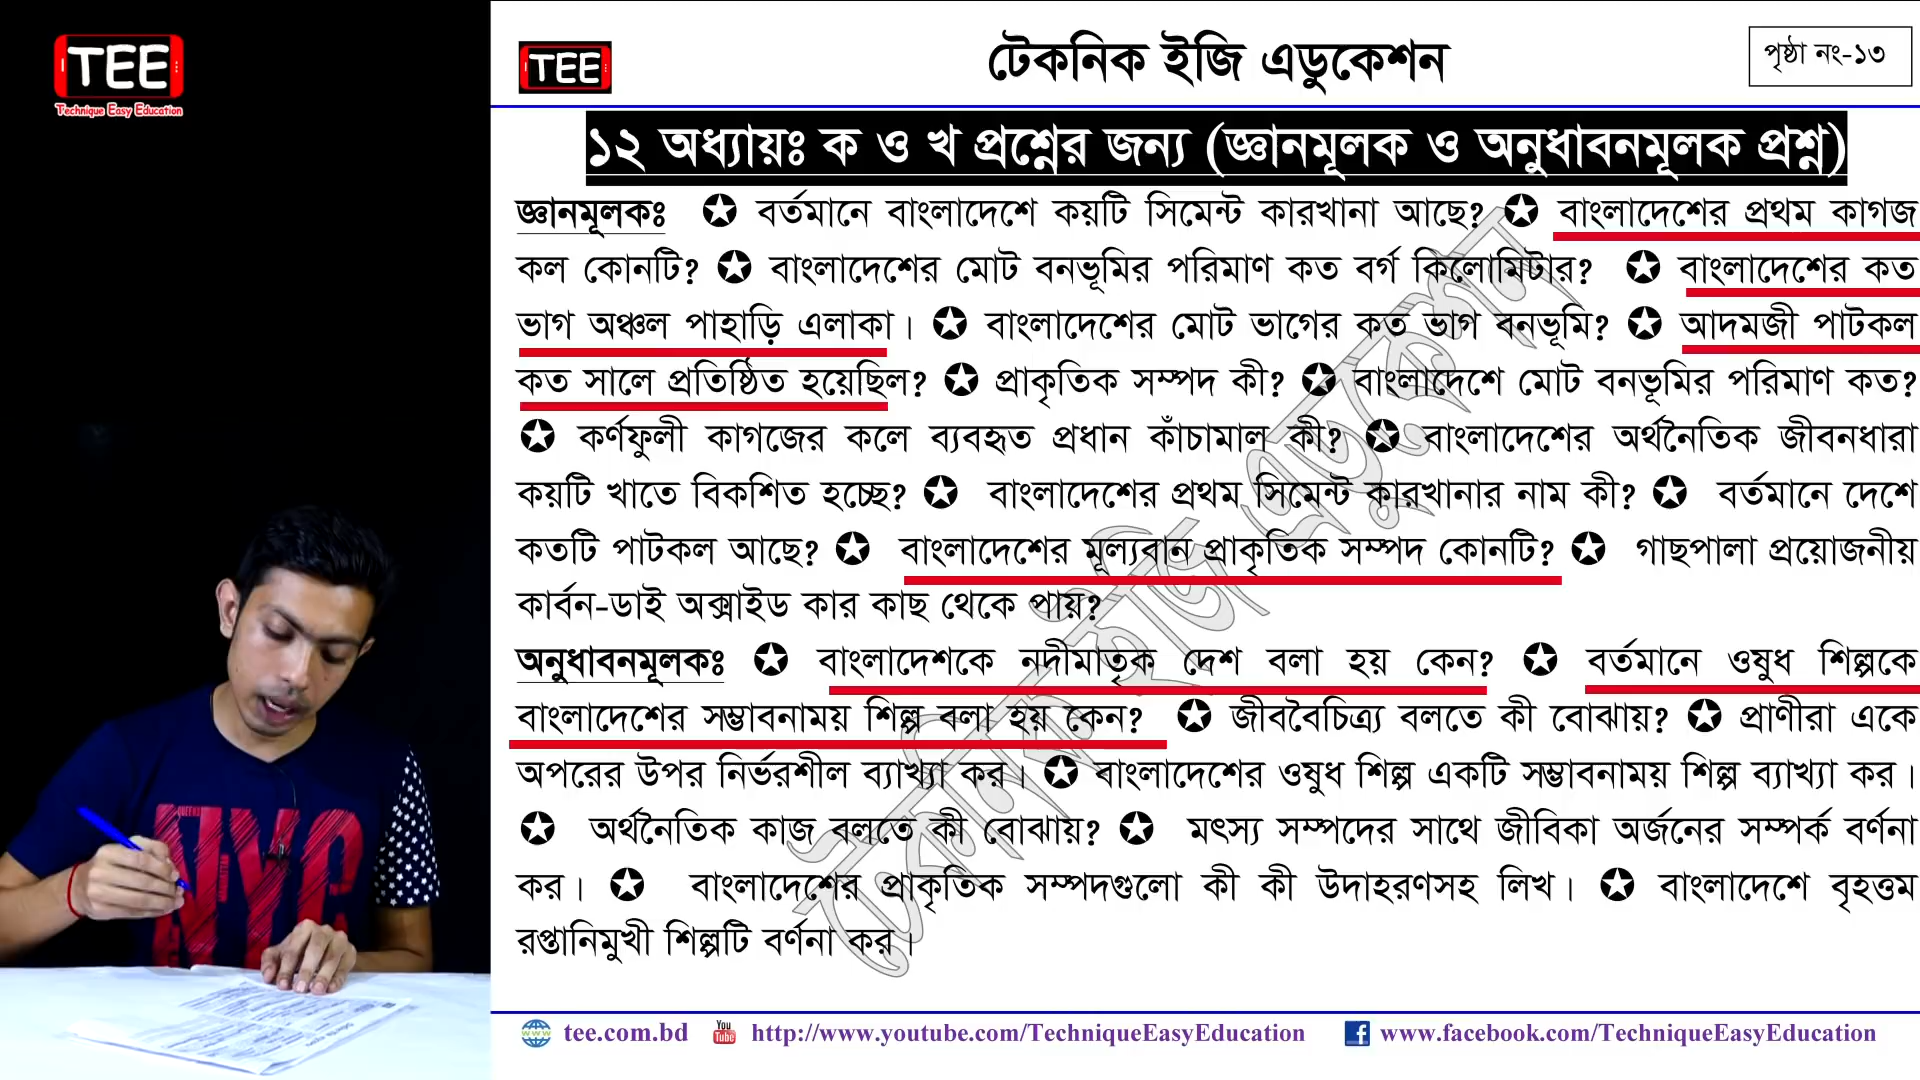 TEE
Technique Easy Education
TEE
টেকনিক ইজি এডুকেশন
পৃষ্ঠা নং-১৩
১২ অধ্যায়ঃ ক ও খ প্রশ্নের জন্য (জ্ঞানমূলক ও অনুধাবনমূলক প্রশ্ন)
জ্ঞানমূলকঃ ✪ বর্তমানে বাংলাদেশে কয়টি সিমেন্ট কারখানা আছে? ✪ বাংলাদেশের প্রথম কাগজ
কল কোনটি? ✪ বাংলাদেশের মোট বনভূমির পরিমাণ কত বর্গ কিলোমিটার? ✪ বাংলাদেশের কত
ভাগ অঞ্চল পাহাড়ি এলাকা। ✪ বাংলাদেশের মোট ভাগের কত ভাগ বনভূমি? ✪ আদমজী পাটকল
কত সালে প্রতিষ্ঠিত হয়েছিল? ✪ প্রাকৃতিক সম্পদ কী? ✪ বাংলাদেশে মোট বনভূমির পরিমাণ কত?
✪ কর্ণফুলী কাগজের কলে ব্যবহৃত প্রধান কাঁচামাল কী? ✪ বাংলাদেশের অর্থনৈতিক জীবনধারা
কয়টি খাতে বিকশিত হচ্ছে? ✪ বাংলাদেশের প্রথম সিমেন্ট কারখানার নাম কী? ✪ বর্তমানে দেশে
কতটি পাটকল আছে? ✪ বাংলাদেশের মূল্যবান প্রাকৃতিক সম্পদ কোনটি? ✪ গাছপালা প্রয়োজনীয়
কার্বন-ডাই অক্সাইড কার কাছ থেকে পায়?
অনুধাবনমূলকঃ ✪ বাংলাদেশকে নদীমাতৃক দেশ বলা হয় কেন? ✪ বর্তমানে ওষুধ শিল্পকে
বাংলাদেশের সম্ভাবনাময় শিল্প বলা হয় কেন? ✪ জীববৈচিত্র্য বলতে কী বোঝায়? ✪ প্রাণীরা একে
অপরের উপর নির্ভরশীল ব্যাখ্যা কর। ✪ বাংলাদেশের ওষুধ শিল্প একটি সম্ভাবনাময় শিল্প ব্যাখ্যা কর।
✪ অর্থনৈতিক কাজ বলতে কী বোঝায়? ✪ মৎস্য সম্পদের সাথে জীবিকা অর্জনের সম্পর্ক বর্ণনা
কর। ✪ বাংলাদেশের প্রাকৃতিক সম্পদগুলো কী কী উদাহরণসহ লিখ। ✪ বাংলাদেশে বৃহত্তম
রপ্তানিমুখী শিল্পটি বর্ণনা কর।
টেকনিক ইজি এডুকেশন
tee.com.bd You Tube http://www.youtube.com/TechniqueEasyEducation f www.facebook.com/TechniqueEasyEducation